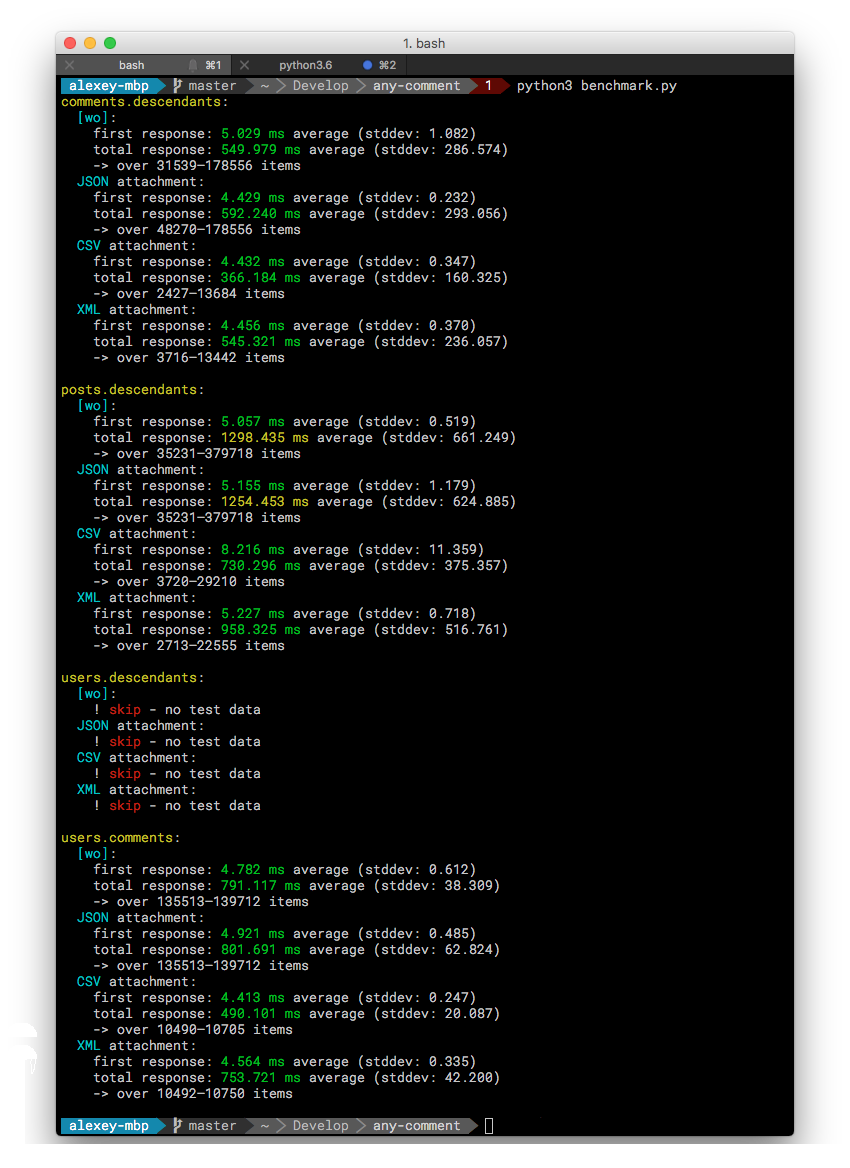 1. bash
bash ⌘1 python3.6 ⌘2
alexey-mbp master ~ Develop any-comment 1 python3 benchmark.py
comments.descendants:
[wo]:
first response: 5.029 ms average (stddev: 1.082)
total response: 549.979 ms average (stddev: 286.574)
-> over 31539–178556 items
JSON attachment:
first response: 4.429 ms average (stddev: 0.232)
total response: 592.240 ms average (stddev: 293.056)
-> over 48270–178556 items
CSV attachment:
first response: 4.432 ms average (stddev: 0.347)
total response: 366.184 ms average (stddev: 160.325)
-> over 2427–13684 items
XML attachment:
first response: 4.456 ms average (stddev: 0.370)
total response: 545.321 ms average (stddev: 236.057)
-> over 3716–13442 items
posts.descendants:
[wo]:
first response: 5.057 ms average (stddev: 0.519)
total response: 1298.435 ms average (stddev: 661.249)
-> over 35231–379718 items
JSON attachment:
first response: 5.155 ms average (stddev: 1.179)
total response: 1254.453 ms average (stddev: 624.885)
-> over 35231–379718 items
CSV attachment:
first response: 8.216 ms average (stddev: 11.359)
total response: 730.296 ms average (stddev: 375.357)
-> over 3720–29210 items
XML attachment:
first response: 5.227 ms average (stddev: 0.718)
total response: 958.325 ms average (stddev: 516.761)
-> over 2713–22555 items
users.descendants:
[wo]:
! skip - no test data
JSON attachment:
! skip - no test data
CSV attachment:
! skip - no test data
XML attachment:
! skip - no test data
users.comments:
[wo]:
first response: 4.782 ms average (stddev: 0.612)
total response: 791.117 ms average (stddev: 38.309)
-> over 135513–139712 items
JSON attachment:
first response: 4.921 ms average (stddev: 0.485)
total response: 801.691 ms average (stddev: 62.824)
-> over 135513–139712 items
CSV attachment:
first response: 4.413 ms average (stddev: 0.247)
total response: 490.101 ms average (stddev: 20.087)
-> over 10490–10705 items
XML attachment:
first response: 4.564 ms average (stddev: 0.335)
total response: 753.721 ms average (stddev: 42.200)
-> over 10492–10750 items
alexey-mbp master ~ Develop any-comment